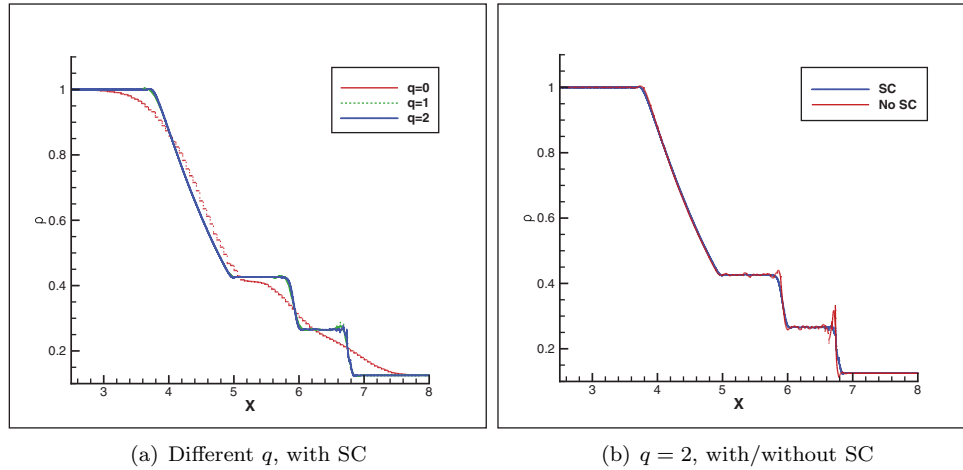 q=0
q=1
q=2
1
0.8
0.6
0.4
0.2
ρ
3 4 5 6 7 8
X
(a) Different q, with SC
SC
No SC
1
0.8
0.6
0.4
0.2
ρ
3 4 5 6 7 8
X
(b) q = 2, with/without SC